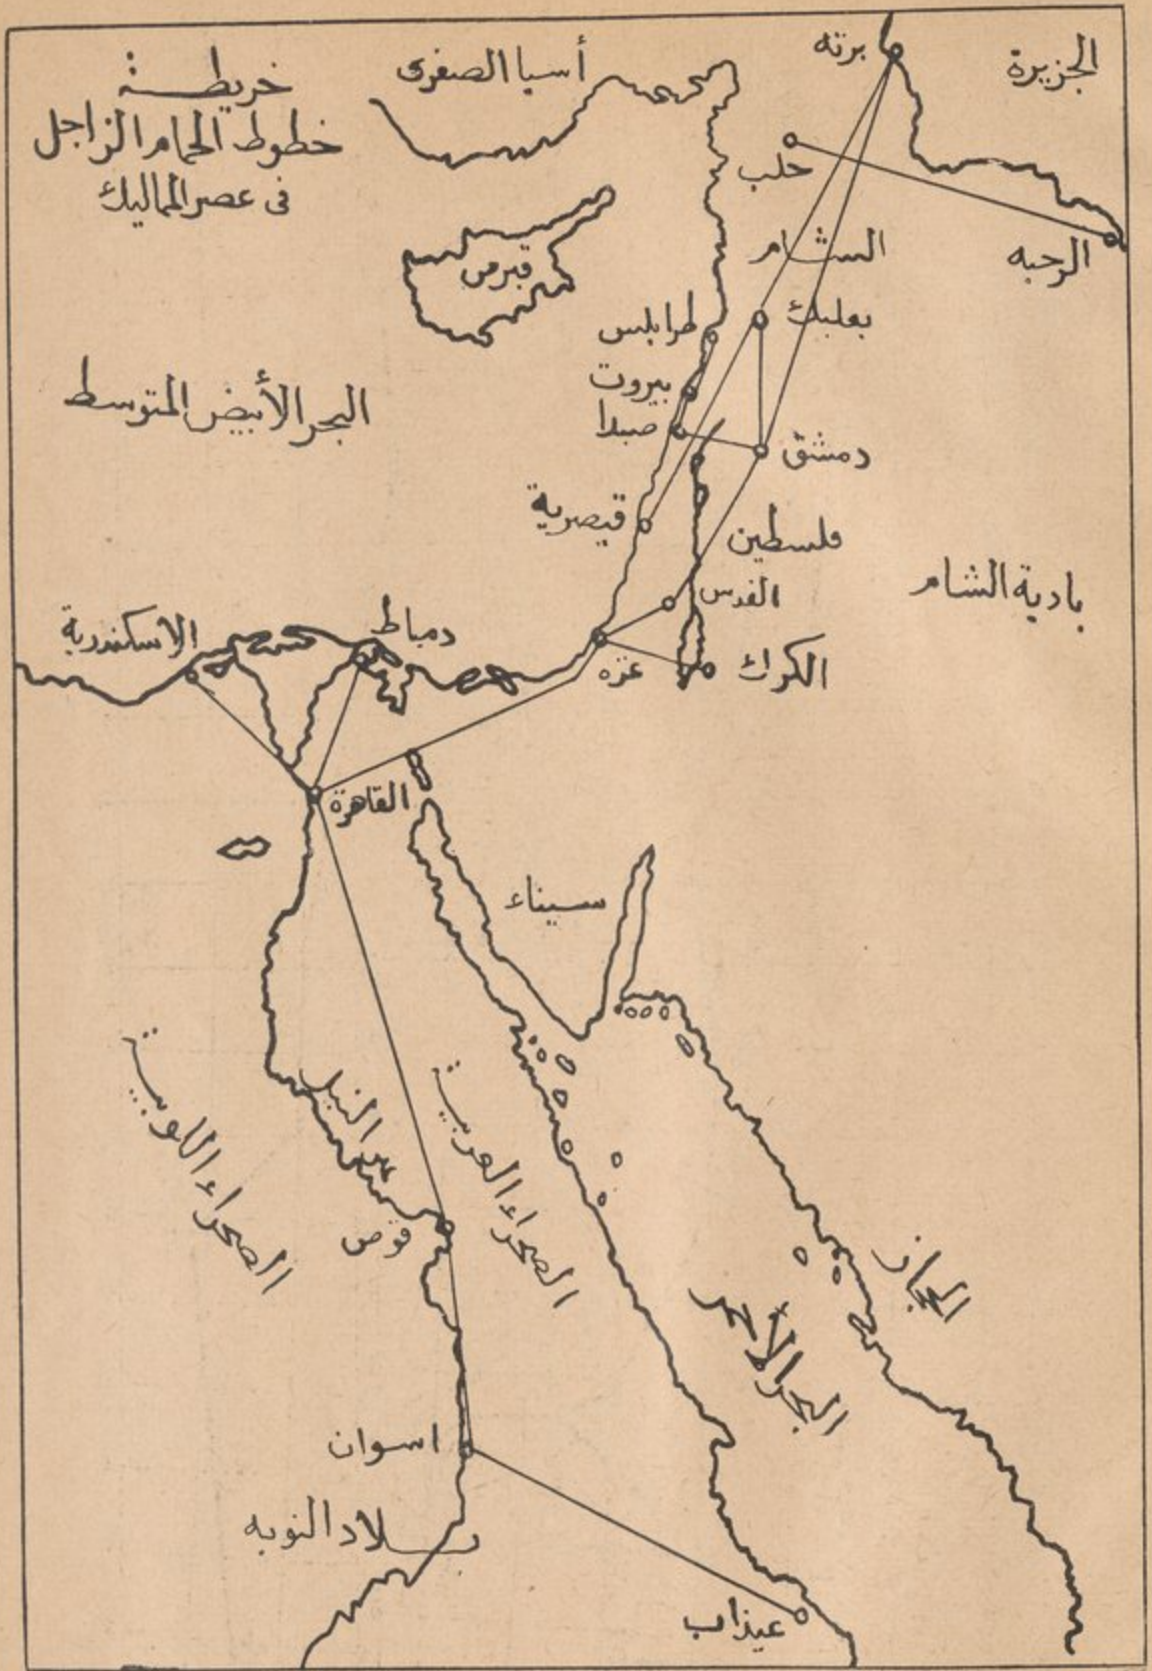 خريطة
خطوط الحمام الزاجل
فى عصر المماليك
أسيا الصغرى
برته
الجزيرة
حلب
الرحبه
الشام
قبرص
بعلبك
طرابلس
بيروت
صيدا
دمشق
البحر الأبيض المتوسط
قيصرية
فلسطين
بادية الشام
القدس
الكرك
غزه
دمياط
الاسكندرية
القاهرة
سيناء
الصحراء اللوبية
نهر النيل
الصحراء العربية
قوص
الحجاز
البحر الأحمر
اسوان
بلاد النوبه
عيذاب